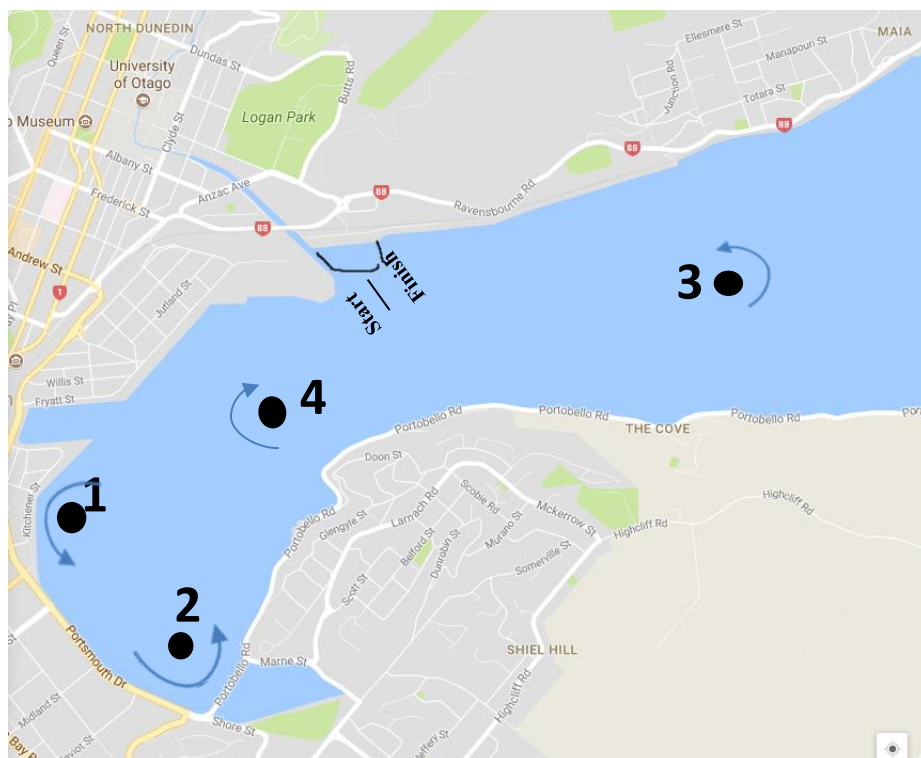 NORTH DUNEDIN
Queen St
Dundas St
Ellesmere St
MAIA
Manapouri St
University
of Otago
Butts Rd
Junction Rd
Totara St
Logan Park
o Museum
Clyde St
88
88
Albany St
Anzac Ave
88
Frederick St
Ravensbourne Rd
88
Andrew St
Finish
3
1
Jutland St
Start
Willis St
4
Fryatt St
Portobello Rd
Portobello Rd
Portobello Rd
THE COVE
Doon St
1
Kitchener St
Larnach Rd
Scobie Rd
Mckerrow St
Highcliff Rd
Portobello Rd
Glengyle St
Belford St
Murano St
Highcliff Rd
Dunrobin St
Somerville St
Scott St
2
Portsmouth Dr
Portobello Rd
Marne St
SHIEL HILL
Highcliff Rd
Midland St
Shore St
Bay